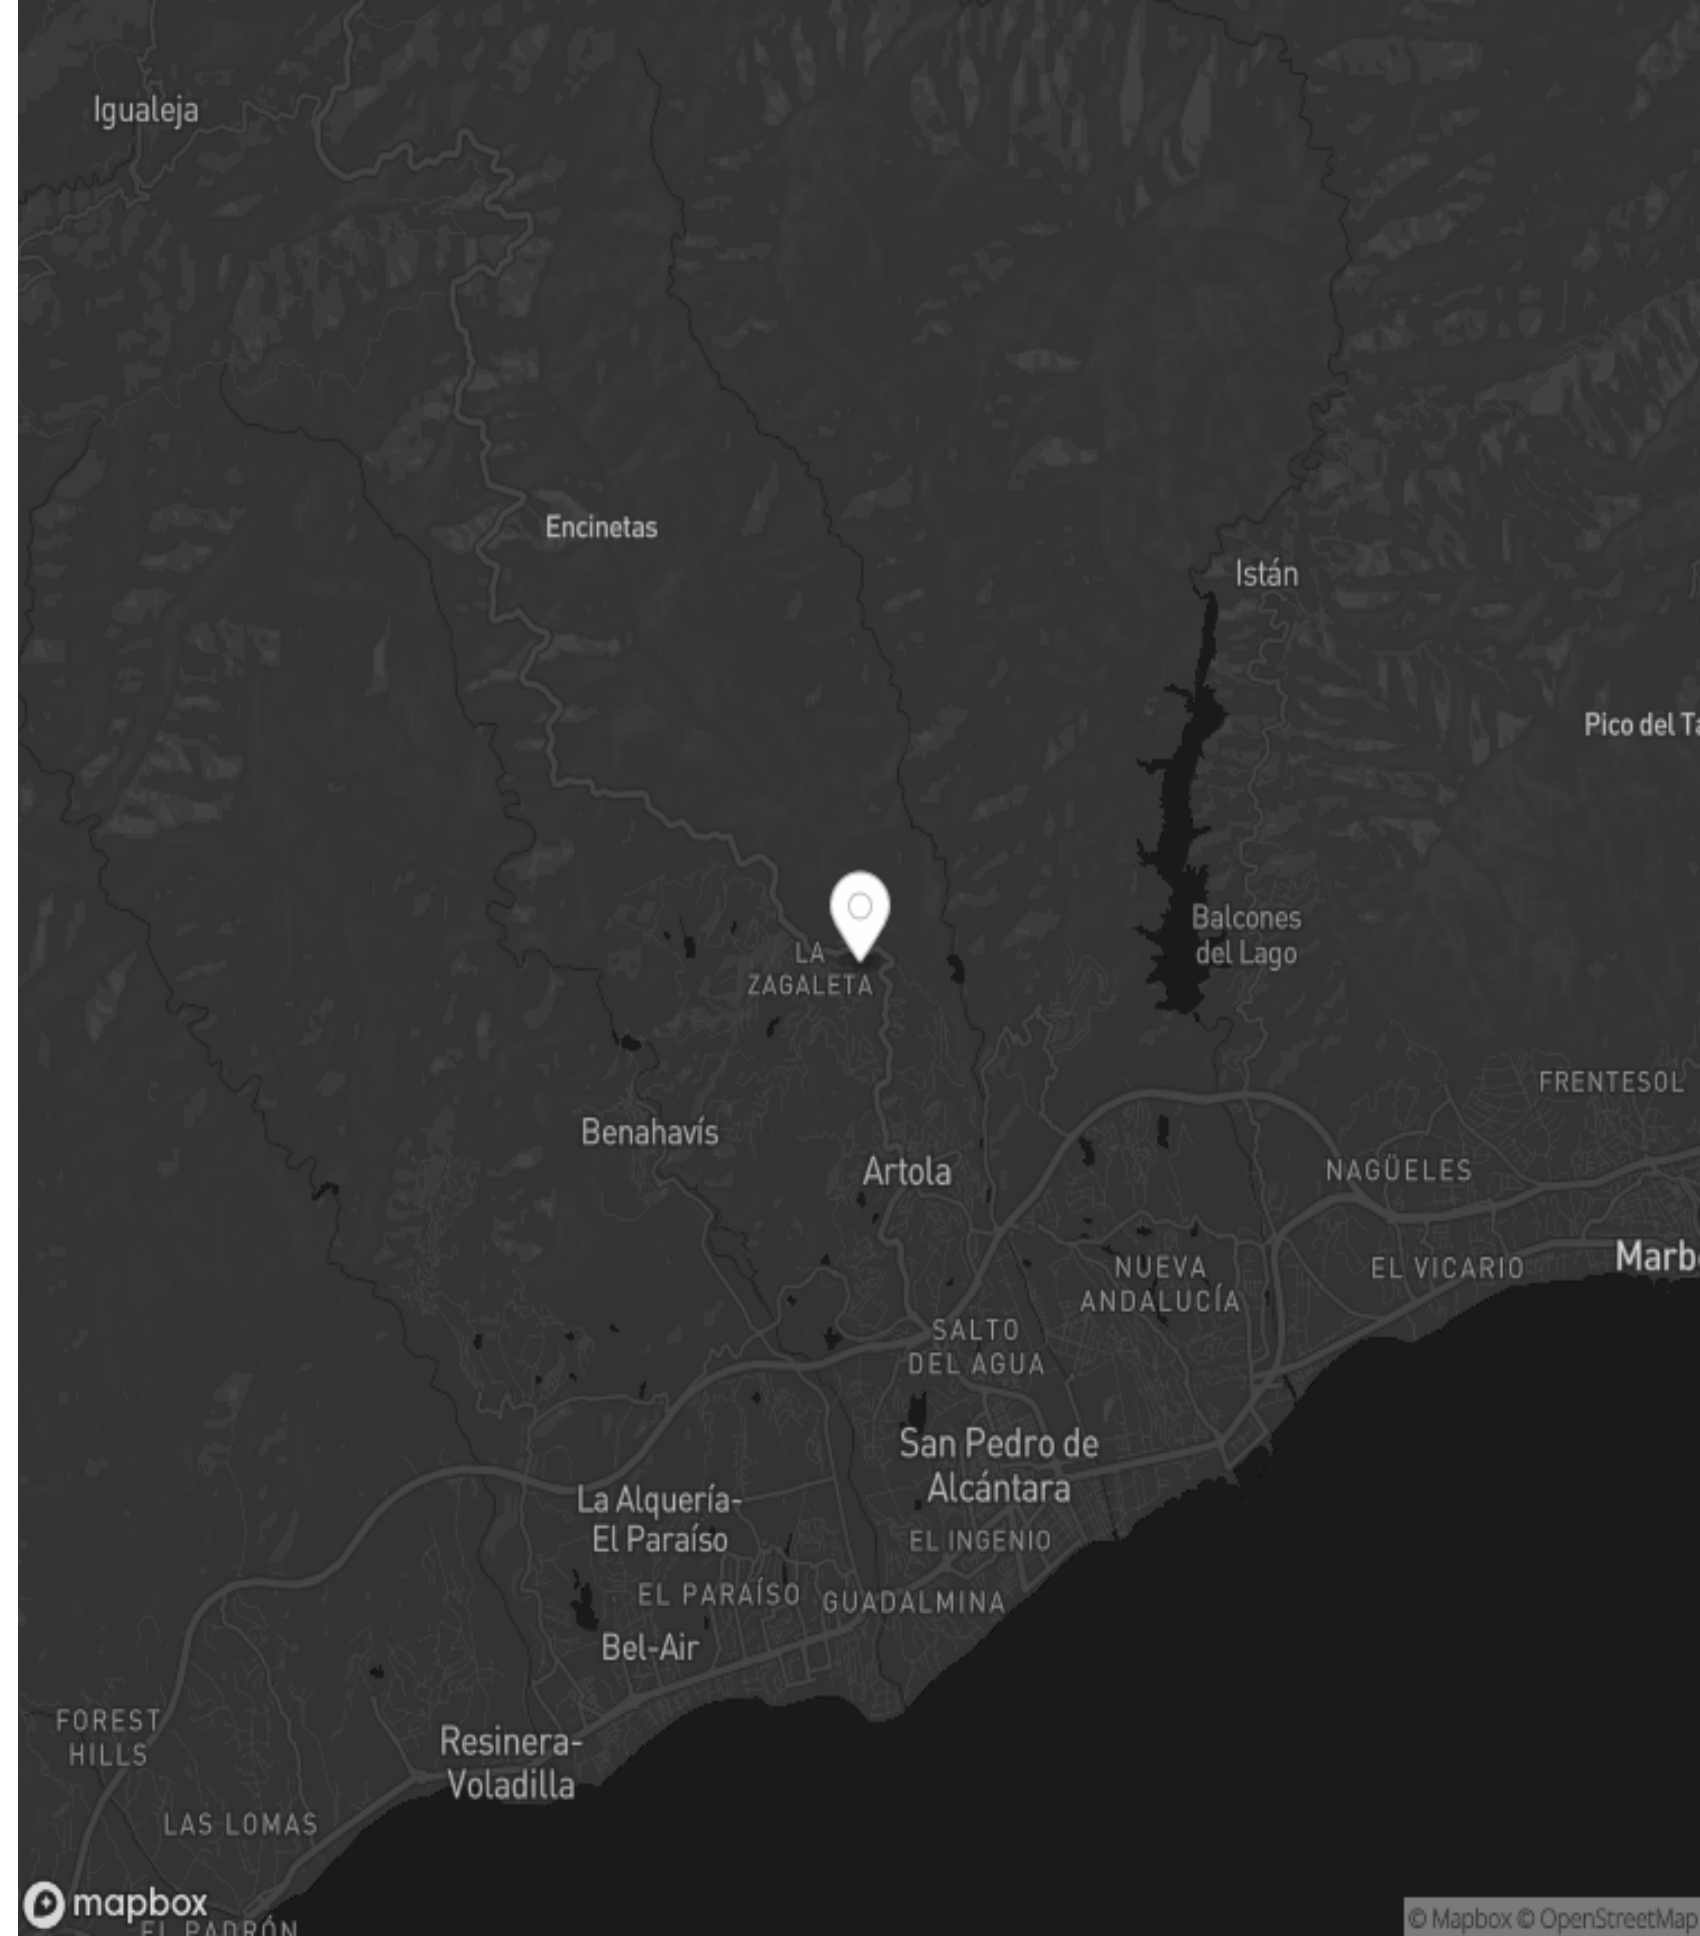 Igualeja
Encinetas
Istán
Pico del Ta
Balcones
del Lago
LA
ZAGALETA
FRENTESOL
Benahavís
Artola
NAGÜELES
NUEVA
ANDALUCÍA
EL VICARIO
Marb
SALTO
DEL AGUA
San Pedro de
Alcántara
La Alquería-
El Paraíso
EL INGENIO
EL PARAÍSO
GUADALMINA
Bel-Air
FOREST
HILLS
Resinera-
Voladilla
LAS LOMAS
mapbox
EL PADRÓN
© Mapbox © OpenStreetMap